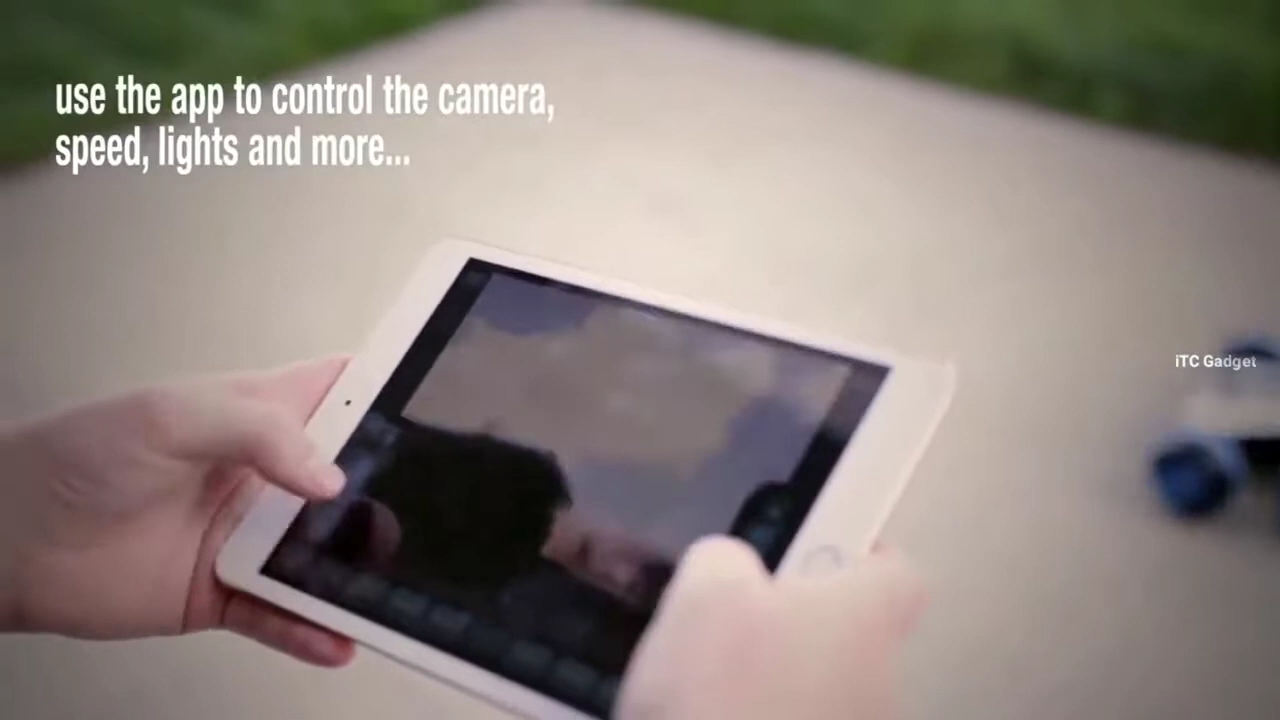 use the app to control the camera,
speed, lights and more...
iTC Gadget